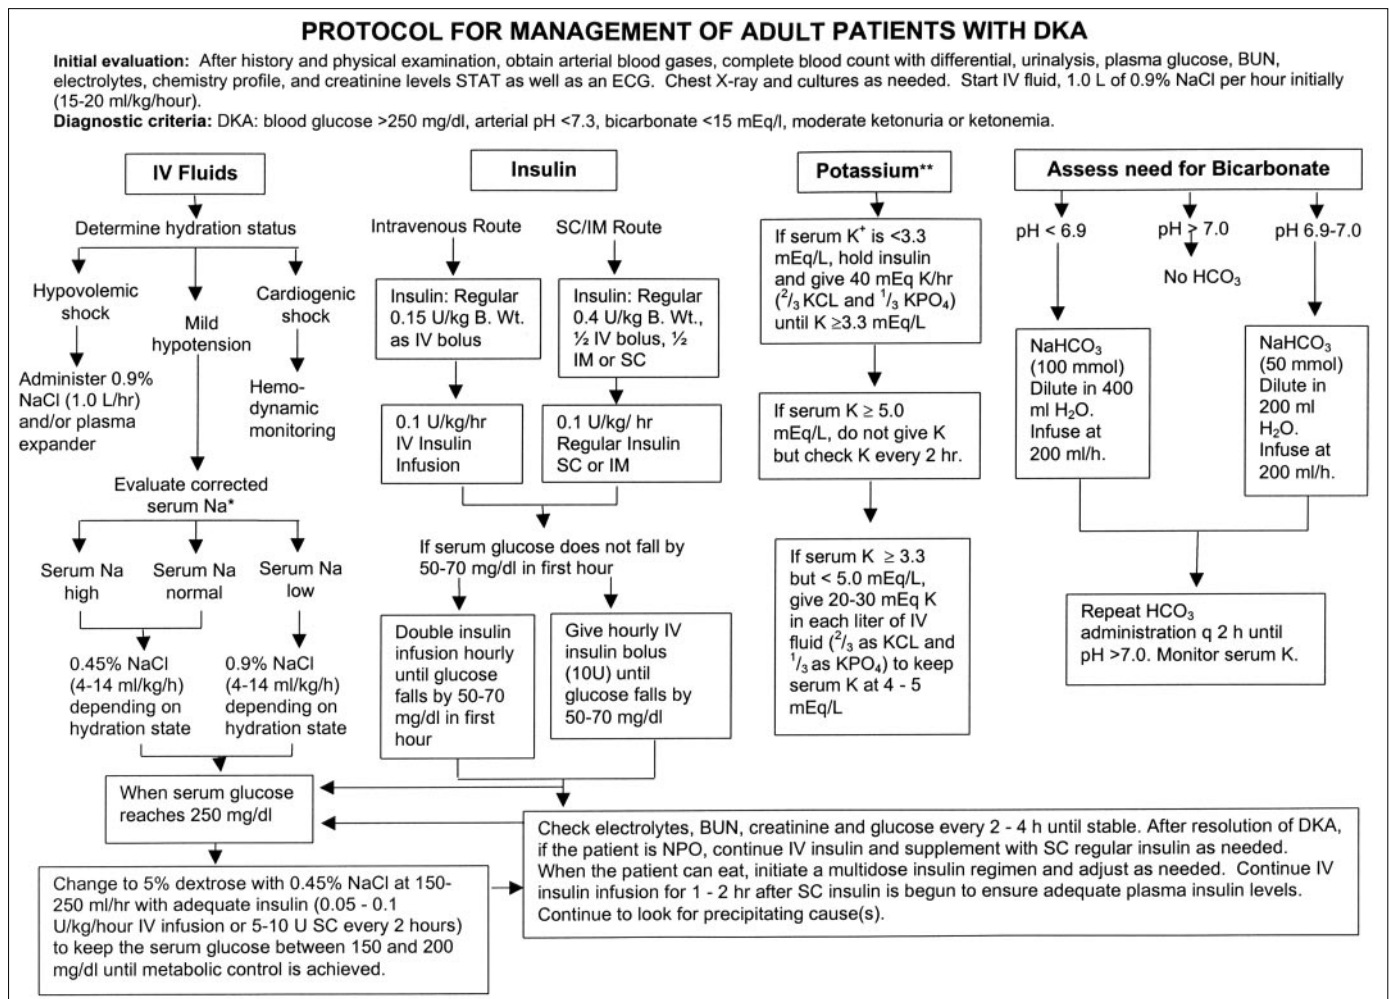 PROTOCOL FOR MANAGEMENT OF ADULT PATIENTS WITH DKA
Initial evaluation: After history and physical examination, obtain arterial blood gases, complete blood count with differential, urinalysis, plasma glucose, BUN,
electrolytes, chemistry profile, and creatinine levels STAT as well as an ECG. Chest X-ray and cultures as needed. Start IV fluid, 1.0 L of 0.9% NaCl per hour initially
(15-20 ml/kg/hour).
Diagnostic criteria: DKA: blood glucose >250 mg/dl, arterial pH <7.3, bicarbonate <15 mEq/l, moderate ketonuria or ketonemia.
IV Fluids
Determine hydration status
Hypovolemic
shock
Mild
hypotension
Cardiogenic
shock
Administer 0.9%
NaCl (1.0 L/hr)
and/or plasma
expander
Hemo-
dynamic
monitoring
Evaluate corrected
serum Na*
Serum Na
high
Serum Na
normal
Serum Na
low
0.45% NaCl
(4-14 ml/kg/h)
depending on
hydration state
0.9% NaCl
(4-14 ml/kg/h)
depending on
hydration state
When serum glucose
reaches 250 mg/dl
Change to 5% dextrose with 0.45% NaCl at 150-
250 ml/hr with adequate insulin (0.05 - 0.1
U/kg/hour IV infusion or 5-10 U SC every 2 hours)
to keep the serum glucose between 150 and 200
mg/dl until metabolic control is achieved.
Insulin
Intravenous Route
SC/IM Route
Insulin: Regular
0.15 U/kg B. Wt.
as IV bolus
Insulin: Regular
0.4 U/kg B. Wt.,
½ IV bolus, ½
IM or SC
0.1 U/kg/hr
IV Insulin
Infusion
0.1 U/kg/ hr
Regular Insulin
SC or IM
If serum glucose does not fall by
50-70 mg/dl in first hour
Double insulin
infusion hourly
until glucose
falls by 50-70
mg/dl in first
hour
Give hourly IV
insulin bolus
(10U) until
glucose falls by
50-70 mg/dl
Potassium**
If serum K⁺ is <3.3
mEq/L, hold insulin
and give 40 mEq K/hr
(²/₃ KCL and ¹/₃ KPO₄)
until K ≥3.3 mEq/L
If serum K ≥ 5.0
mEq/L, do not give K
but check K every 2 hr.
If serum K ≥ 3.3
but < 5.0 mEq/L,
give 20-30 mEq K
in each liter of IV
fluid (²/₃ as KCL and
¹/₃ as KPO₄) to keep
serum K at 4 - 5
mEq/L
Assess need for Bicarbonate
pH < 6.9
pH > 7.0
pH 6.9-7.0
No HCO₃
NaHCO₃
(100 mmol)
Dilute in 400
ml H₂O.
Infuse at
200 ml/h.
NaHCO₃
(50 mmol)
Dilute in
200 ml
H₂O.
Infuse at
200 ml/h.
Repeat HCO₃
administration q 2 h until
pH >7.0. Monitor serum K.
Check electrolytes, BUN, creatinine and glucose every 2 - 4 h until stable. After resolution of DKA,
if the patient is NPO, continue IV insulin and supplement with SC regular insulin as needed.
When the patient can eat, initiate a multidose insulin regimen and adjust as needed. Continue IV
insulin infusion for 1 - 2 hr after SC insulin is begun to ensure adequate plasma insulin levels.
Continue to look for precipitating cause(s).